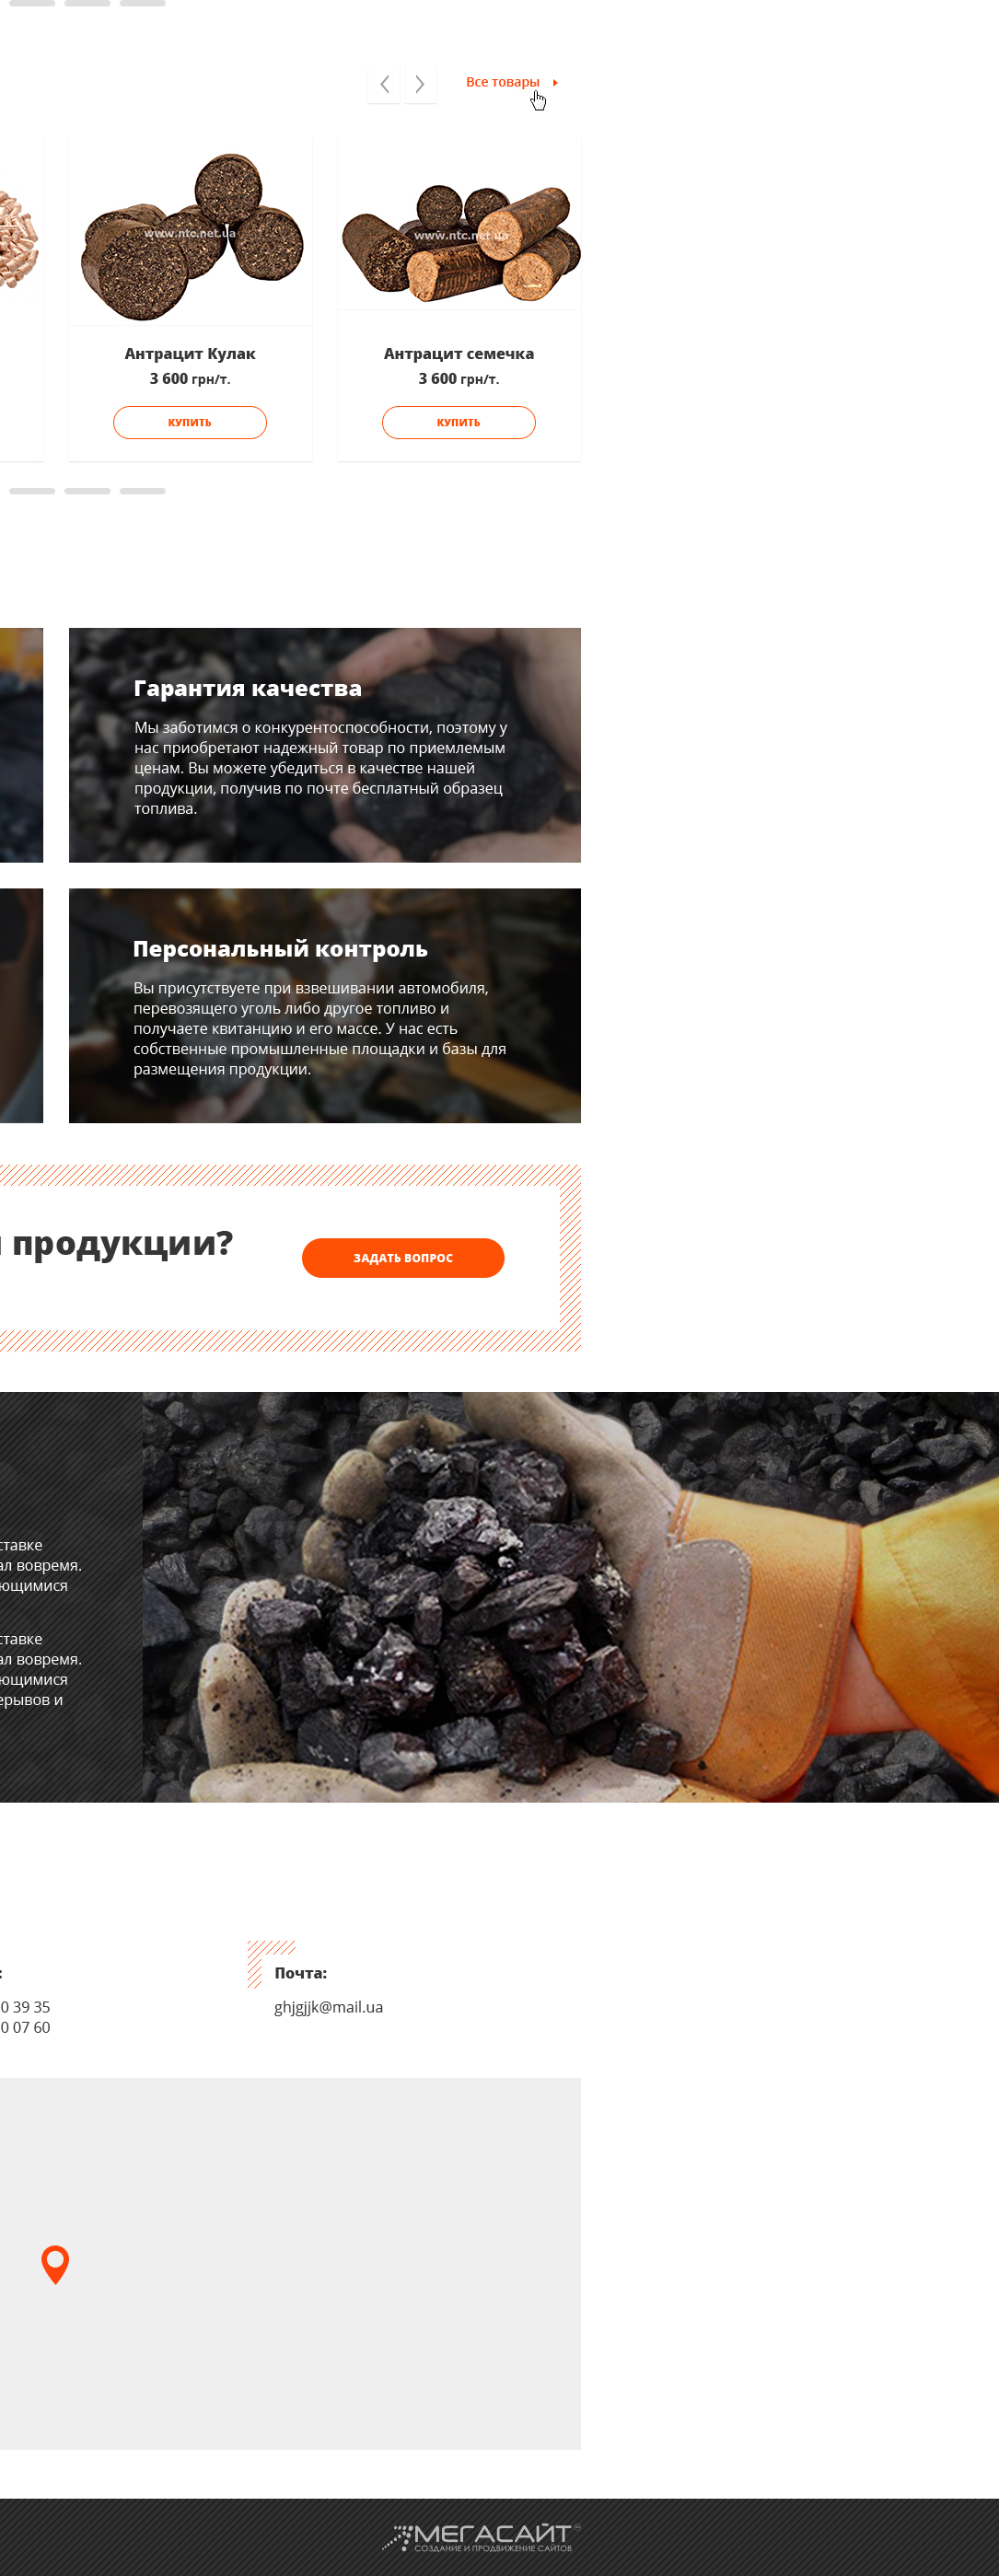 Все товары
www.ntc.net.ua
www.ntc.net.ua
Антрацит Кулак
3 600 грн/т.
КУПИТЬ
Антрацит семечка
3 600 грн/т.
КУПИТЬ
Гарантия качества
Мы заботимся о конкурентоспособности, поэтому у
нас приобретают надежный товар по приемлемым
ценам. Вы можете убедиться в качестве нашей
продукции, получив по почте бесплатный образец
топлива.
Персональный контроль
Вы присутствуете при взвешивании автомобиля,
перевозящего уголь либо другое топливо и
получаете квитанцию и его массе. У нас есть
собственные промышленные площадки и базы для
размещения продукции.
продукции?
ЗАДАТЬ ВОПРОС
ставке
ал вовремя.
ющимися
ставке
ал вовремя.
ющимися
ерывов и
:
0 39 35
0 07 60
Почта:
ghjgjjk@mail.ua
МЕГАСАЙТ
СОЗДАНИЕ И ПРОДВИЖЕНИЕ САЙТОВ